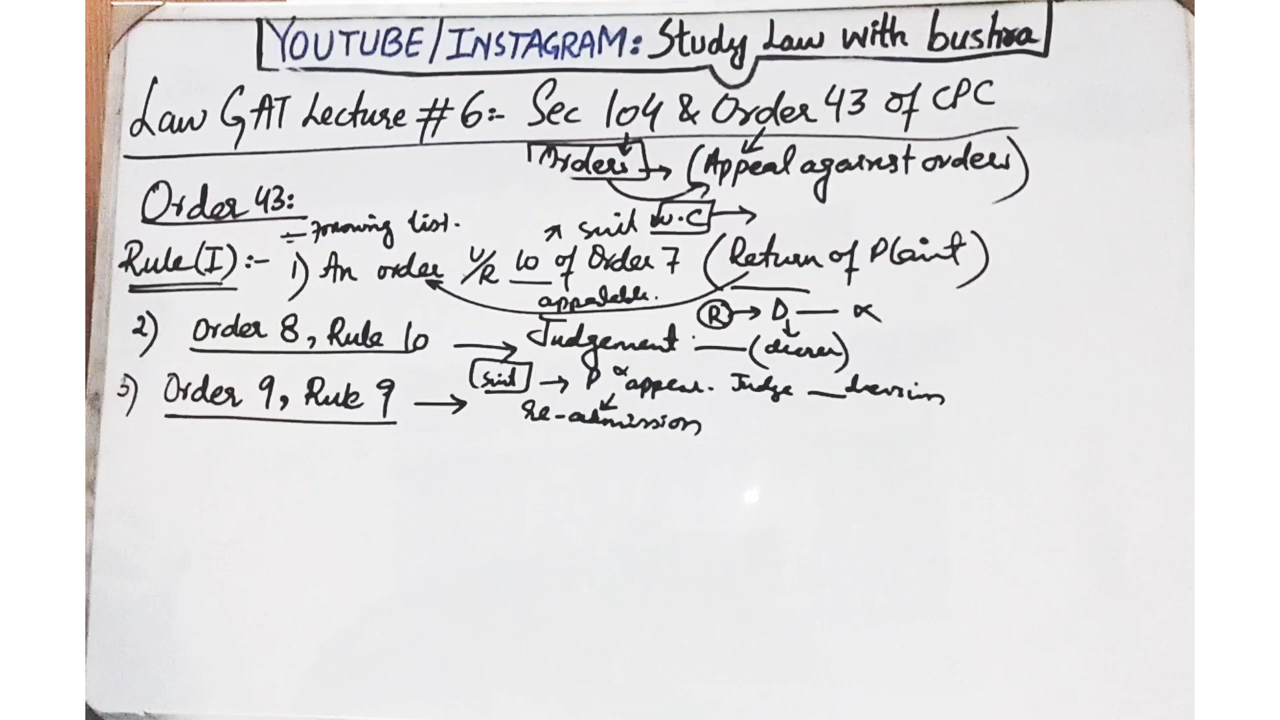 YOUTUBE/INSTAGRAM: Study Law with bushra
Law GAT Lecture # 6:- Sec 104 & Order 43 of CPC
Orders → (Appeal against orders)
Order 43:
Following list.
↗ suit W.C →
Rule(I):- 1) An order U/R 10 of Order 7 (Return of Plaint)
appealable.
R → D — ∝
2) Order 8, Rule 10 → Judgement — (decree)
3) Order 9, Rule 9 → Suit → P ∝ appear. Judge —
Re-admission